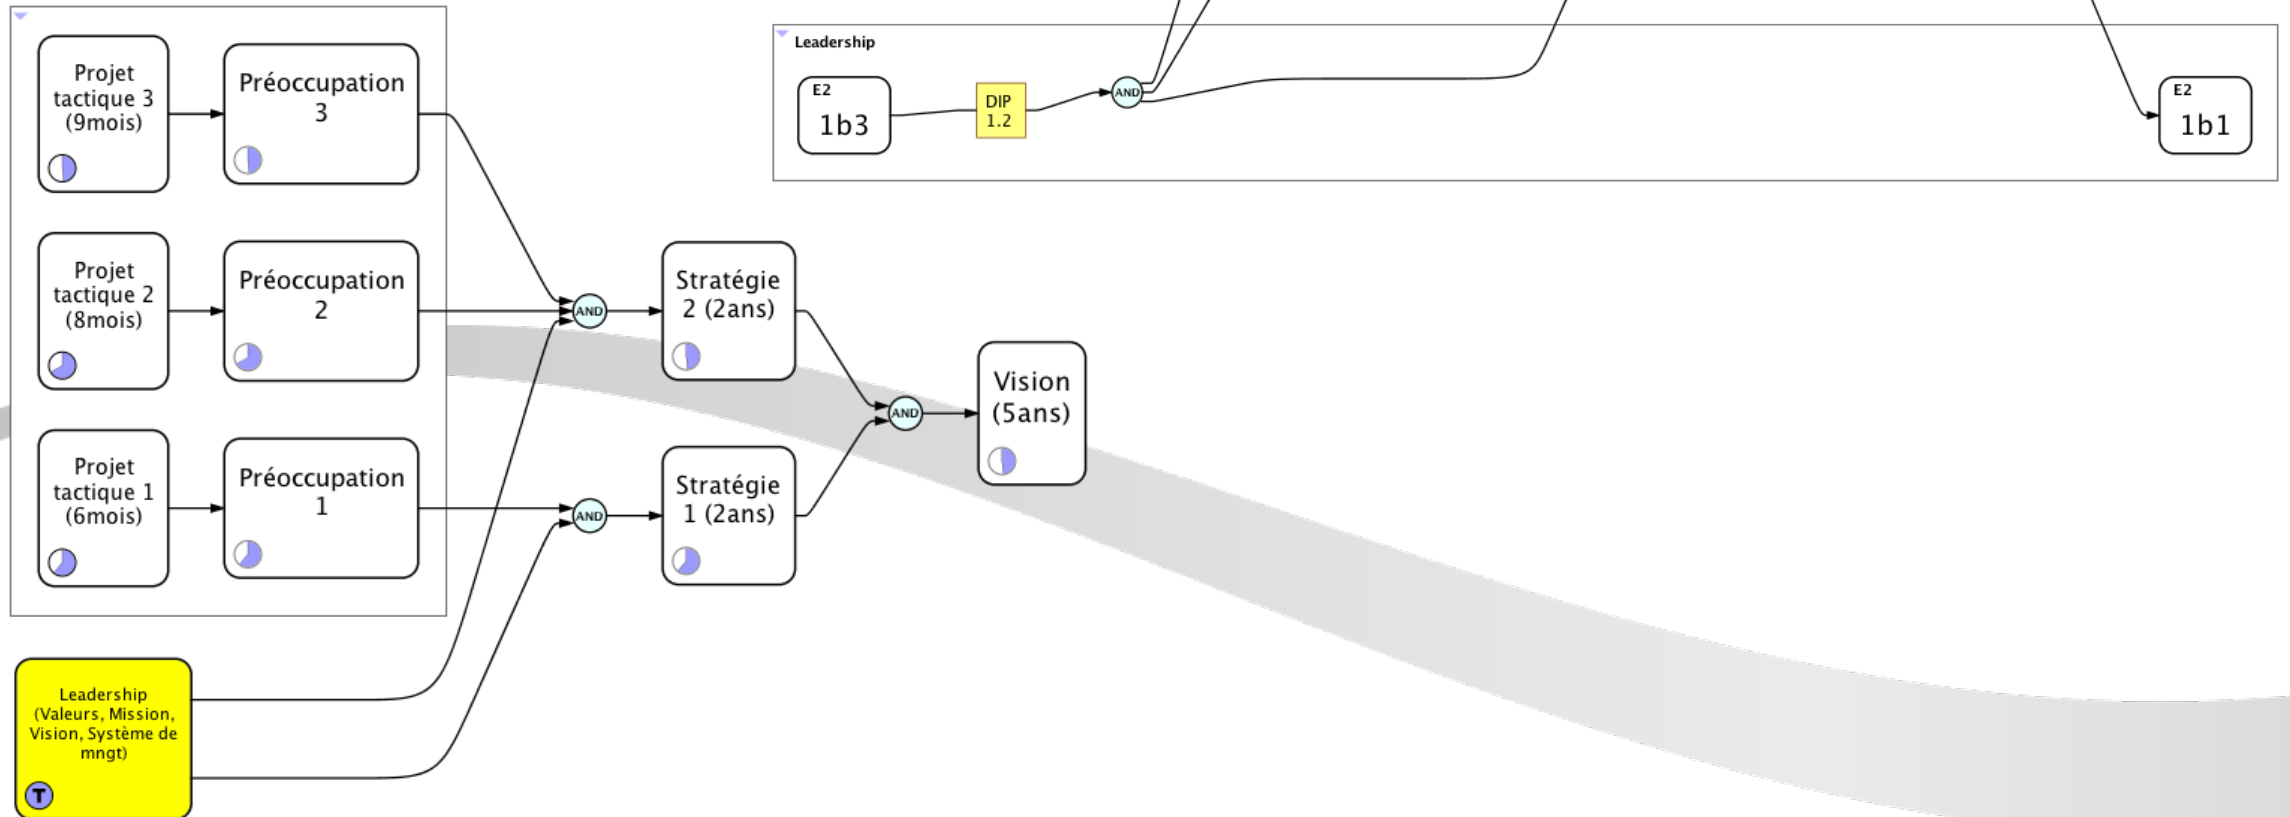 Projet
tactique 3
(9mois)
Préoccupation
3
Projet
tactique 2
(8mois)
Préoccupation
2
Projet
tactique 1
(6mois)
Préoccupation
1
Leadership
(Valeurs, Mission,
Vision, Système de
mngt)
T
AND
AND
Stratégie
2 (2ans)
Stratégie
1 (2ans)
AND
Vision
(5ans)
Leadership
E2
1b3
DIP
1.2
AND
E2
1b1